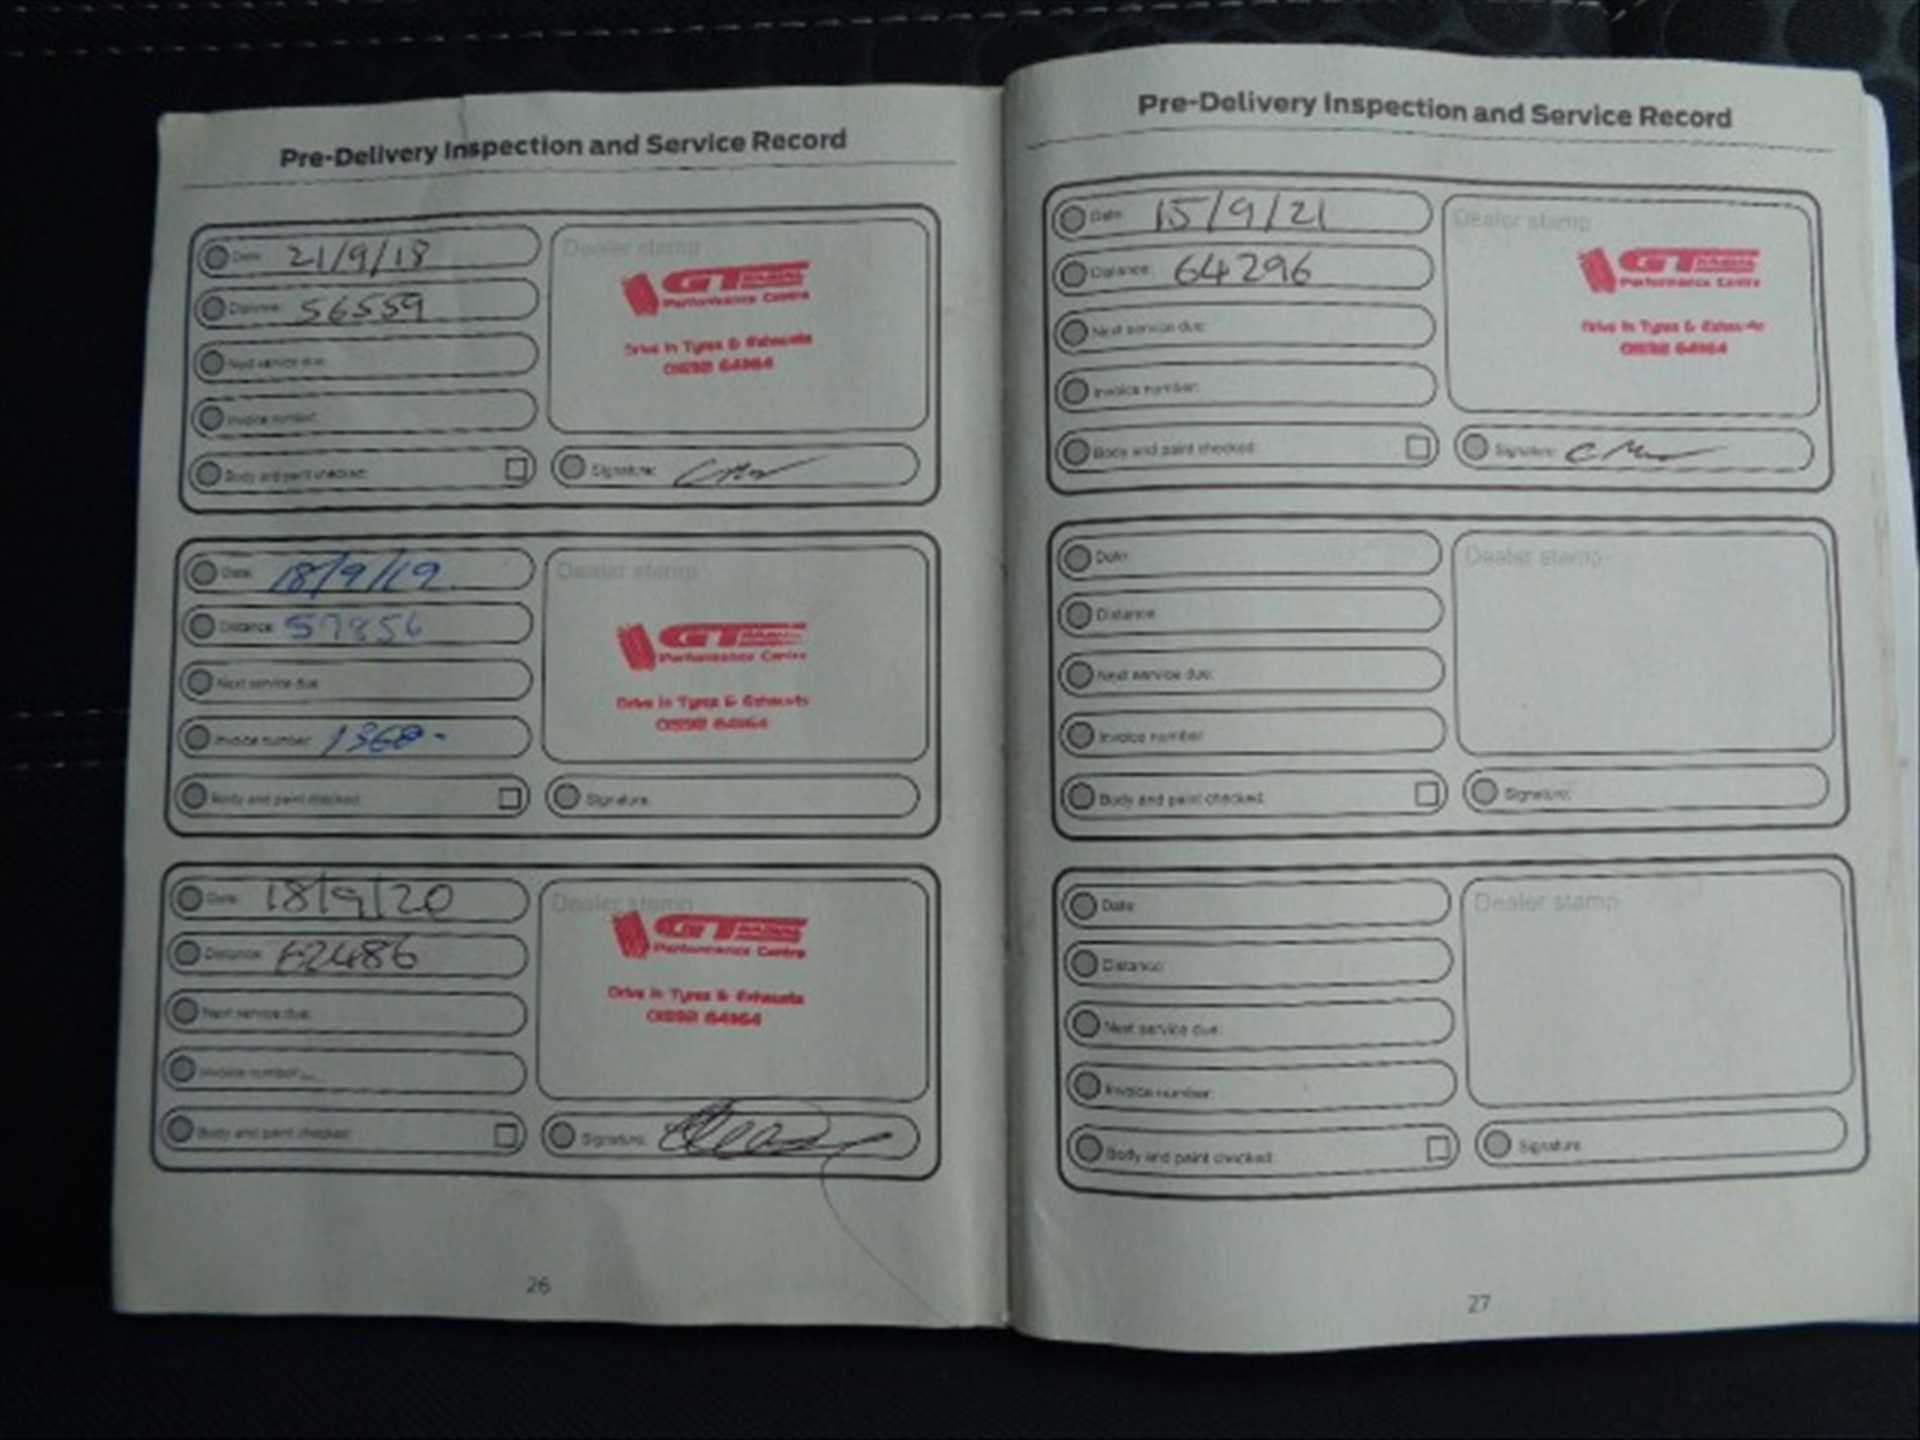 Pre-Delivery Inspection and Service Record
Date: 21/9/18
Distance: 56559
Next service due:
Invoice number:
Body and paint checked:
Dealer stamp
GT RADIAL
Performance Centre
Drive In Tyres & Exhausts
Signature:
Date: 18/9/19
Distance: 57856
Next service due:
Invoice number: 1360
Body and paint checked:
Dealer stamp
GT RADIAL
Performance Centre
Drive In Tyres & Exhausts
Signature:
Date: 18/9/20
Distance: 62486
Next service due:
Invoice number:
Body and paint checked:
Dealer stamp
GT RADIAL
Performance Centre
Drive In Tyres & Exhausts
Signature:
26
Pre-Delivery Inspection and Service Record
Date: 15/9/21
Distance: 64296
Next service due:
Invoice number:
Body and paint checked:
Dealer stamp
GT RADIAL
Performance Centre
Drive In Tyres & Exhausts
Signature:
Date:
Distance:
Next service due:
Invoice number:
Body and paint checked:
Dealer stamp
Signature:
Date:
Distance:
Next service due:
Invoice number:
Body and paint checked:
Dealer stamp
Signature:
27